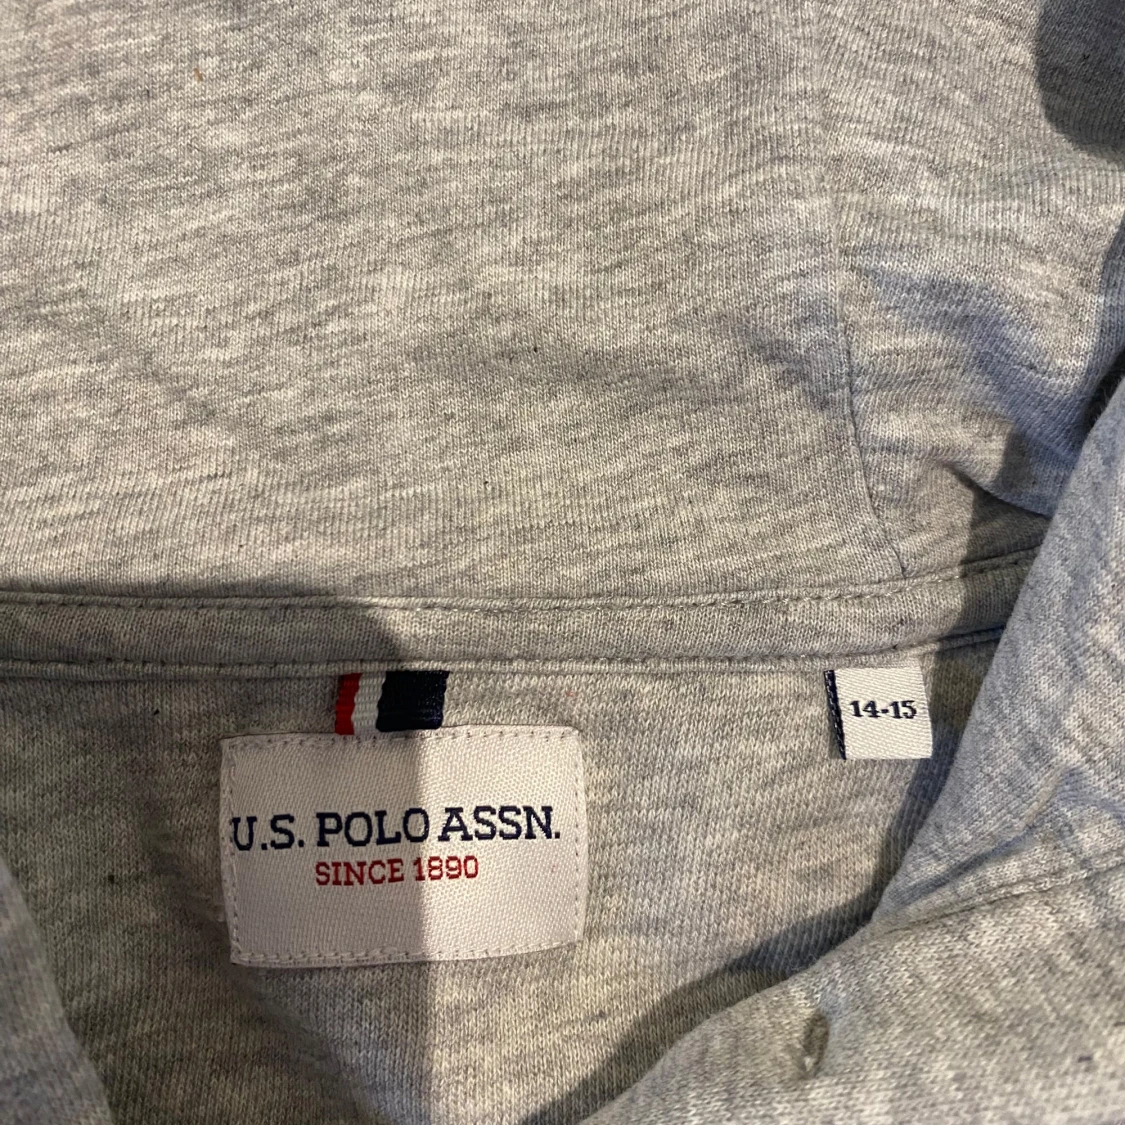 14-15
U.S. POLO ASSN.
SINCE 1890